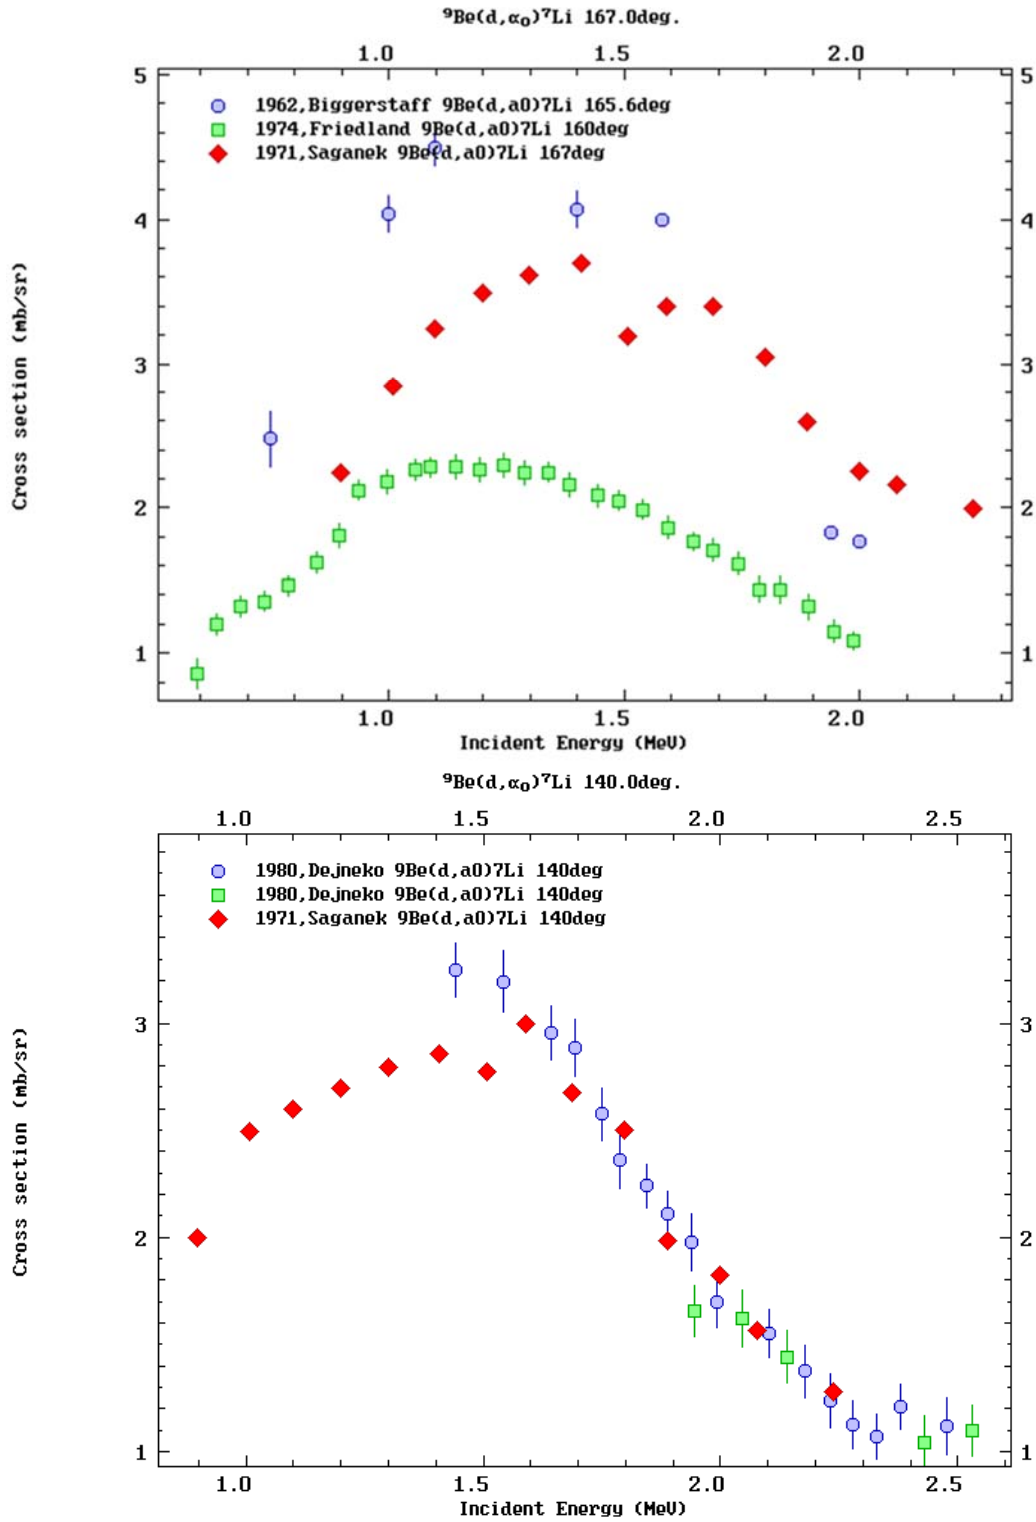 ⁹Be(d,α₀)⁷Li 167.0deg.
1.0 1.5 2.0
5 5
1962,Biggerstaff 9Be(d,a0)7Li 165.6deg
1974,Friedland 9Be(d,a0)7Li 160deg
1971,Saganek 9Be(d,a0)7Li 167deg
4 4
Cross section (mb/sr)
3 3
2 2
1 1
1.0 1.5 2.0
Incident Energy (MeV)
⁹Be(d,α₀)⁷Li 140.0deg.
1.0 1.5 2.0 2.5
1980,Dejneko 9Be(d,a0)7Li 140deg
1980,Dejneko 9Be(d,a0)7Li 140deg
1971,Saganek 9Be(d,a0)7Li 140deg
3 3
Cross section (mb/sr)
2 2
1 1
1.0 1.5 2.0 2.5
Incident Energy (MeV)